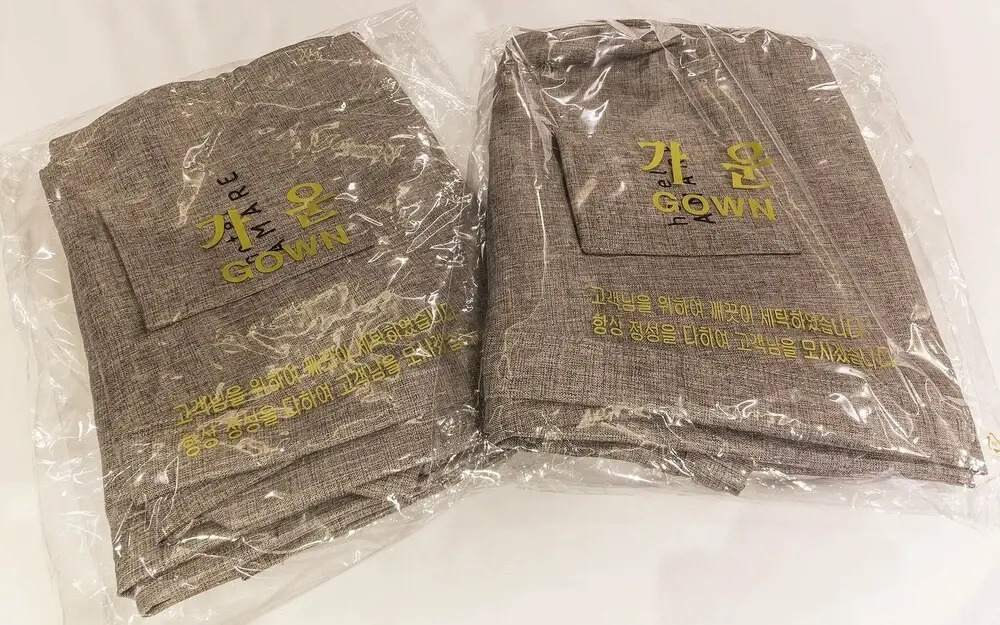 가운
AMARE
GOWN
고객님을 위하여 깨끗이 세탁하였습니다
항상 정성을 다하여 고객님을 모시겠습니
가운
GOWN
고객님을 위하여 깨끗이 세탁하였습니다
항상 정성을 다하여 고객님을 모시겠습니다